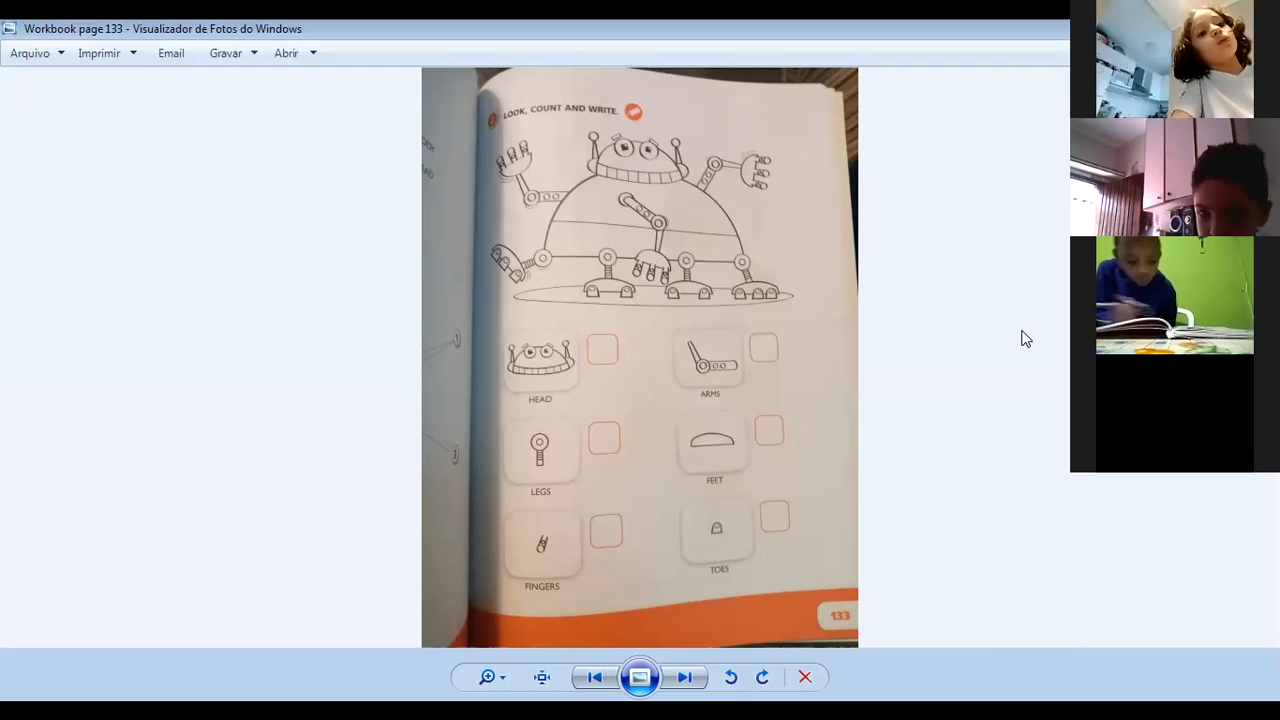 Workbook page 133 - Visualizador de Fotos do Windows
Arquivo Imprimir Email Gravar Abrir
LOOK, COUNT AND WRITE.
HEAD
ARMS
LEGS
FEET
FINGERS
TOES
133